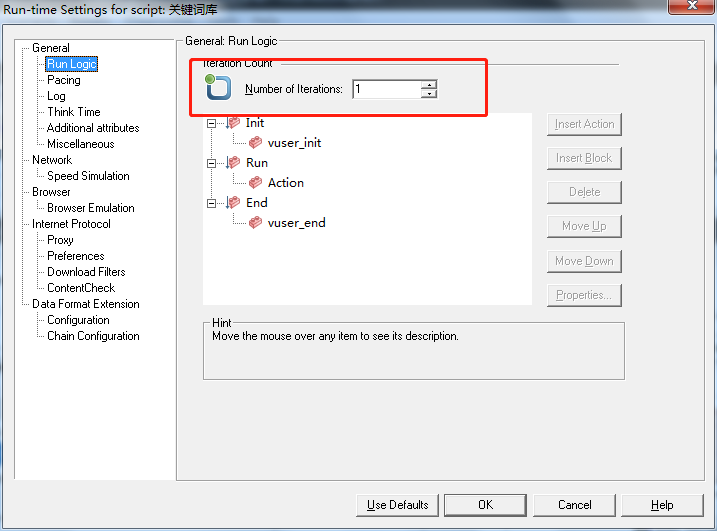 Run-time Settings for script: 关键词库
General
Run Logic
Pacing
Log
Think Time
Additional attributes
Miscellaneous
Network
Speed Simulation
Browser
Browser Emulation
Internet Protocol
Proxy
Preferences
Download Filters
ContentCheck
Data Format Extension
Configuration
Chain Configuration
General: Run Logic
Iteration Count
Number of Iterations: 1
Init
vuser_init
Run
Action
End
vuser_end
Insert Action
Insert Block
Delete
Move Up
Move Down
Properties...
Hint
Move the mouse over any item to see its description.
Use Defaults
OK
Cancel
Help